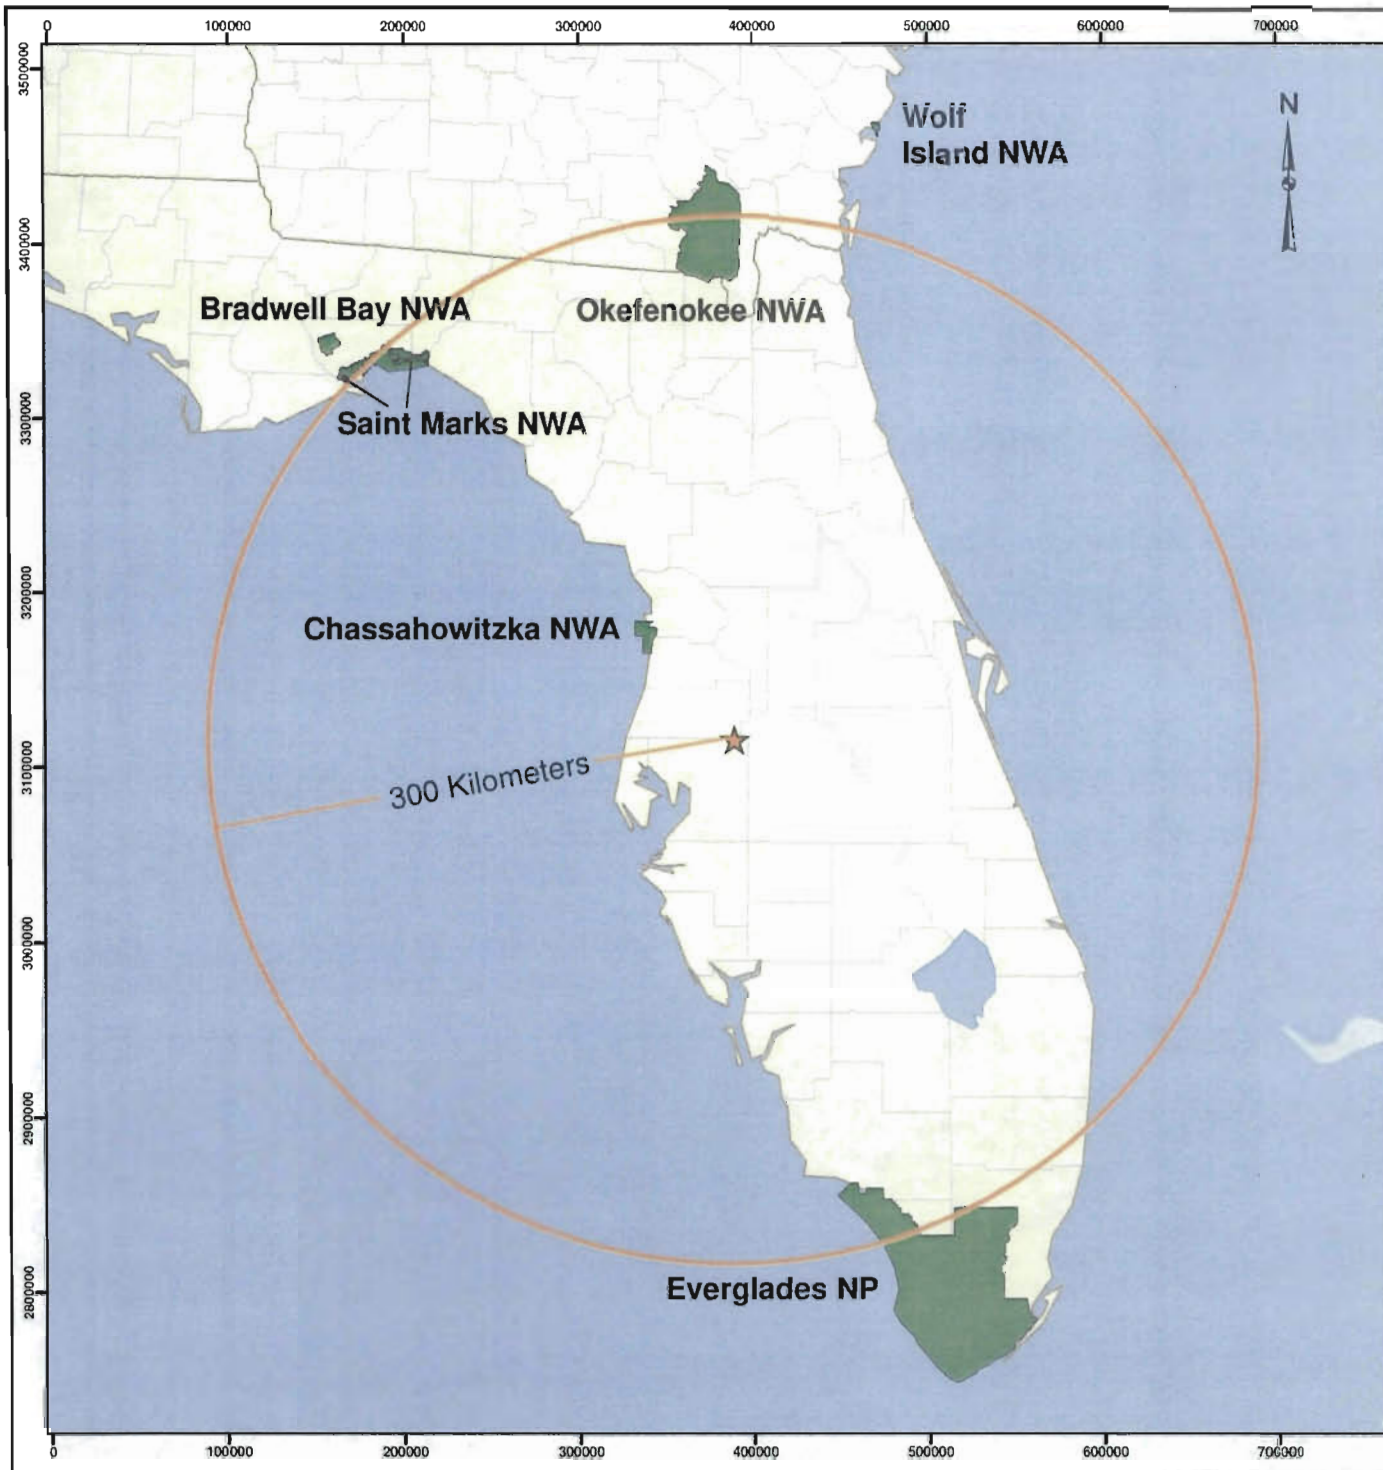 0 100000 200000 300000 400000 500000 600000 700000
3500000
N
Wolf
Island NWA
3400000
Bradwell Bay NWA
Okefenokee NWA
3300000
Saint Marks NWA
3200000
Chassahowitzka NWA
3100000
300 Kilometers
3000000
2900000
2800000
Everglades NP
0 100000 200000 300000 400000 500000 600000 700000